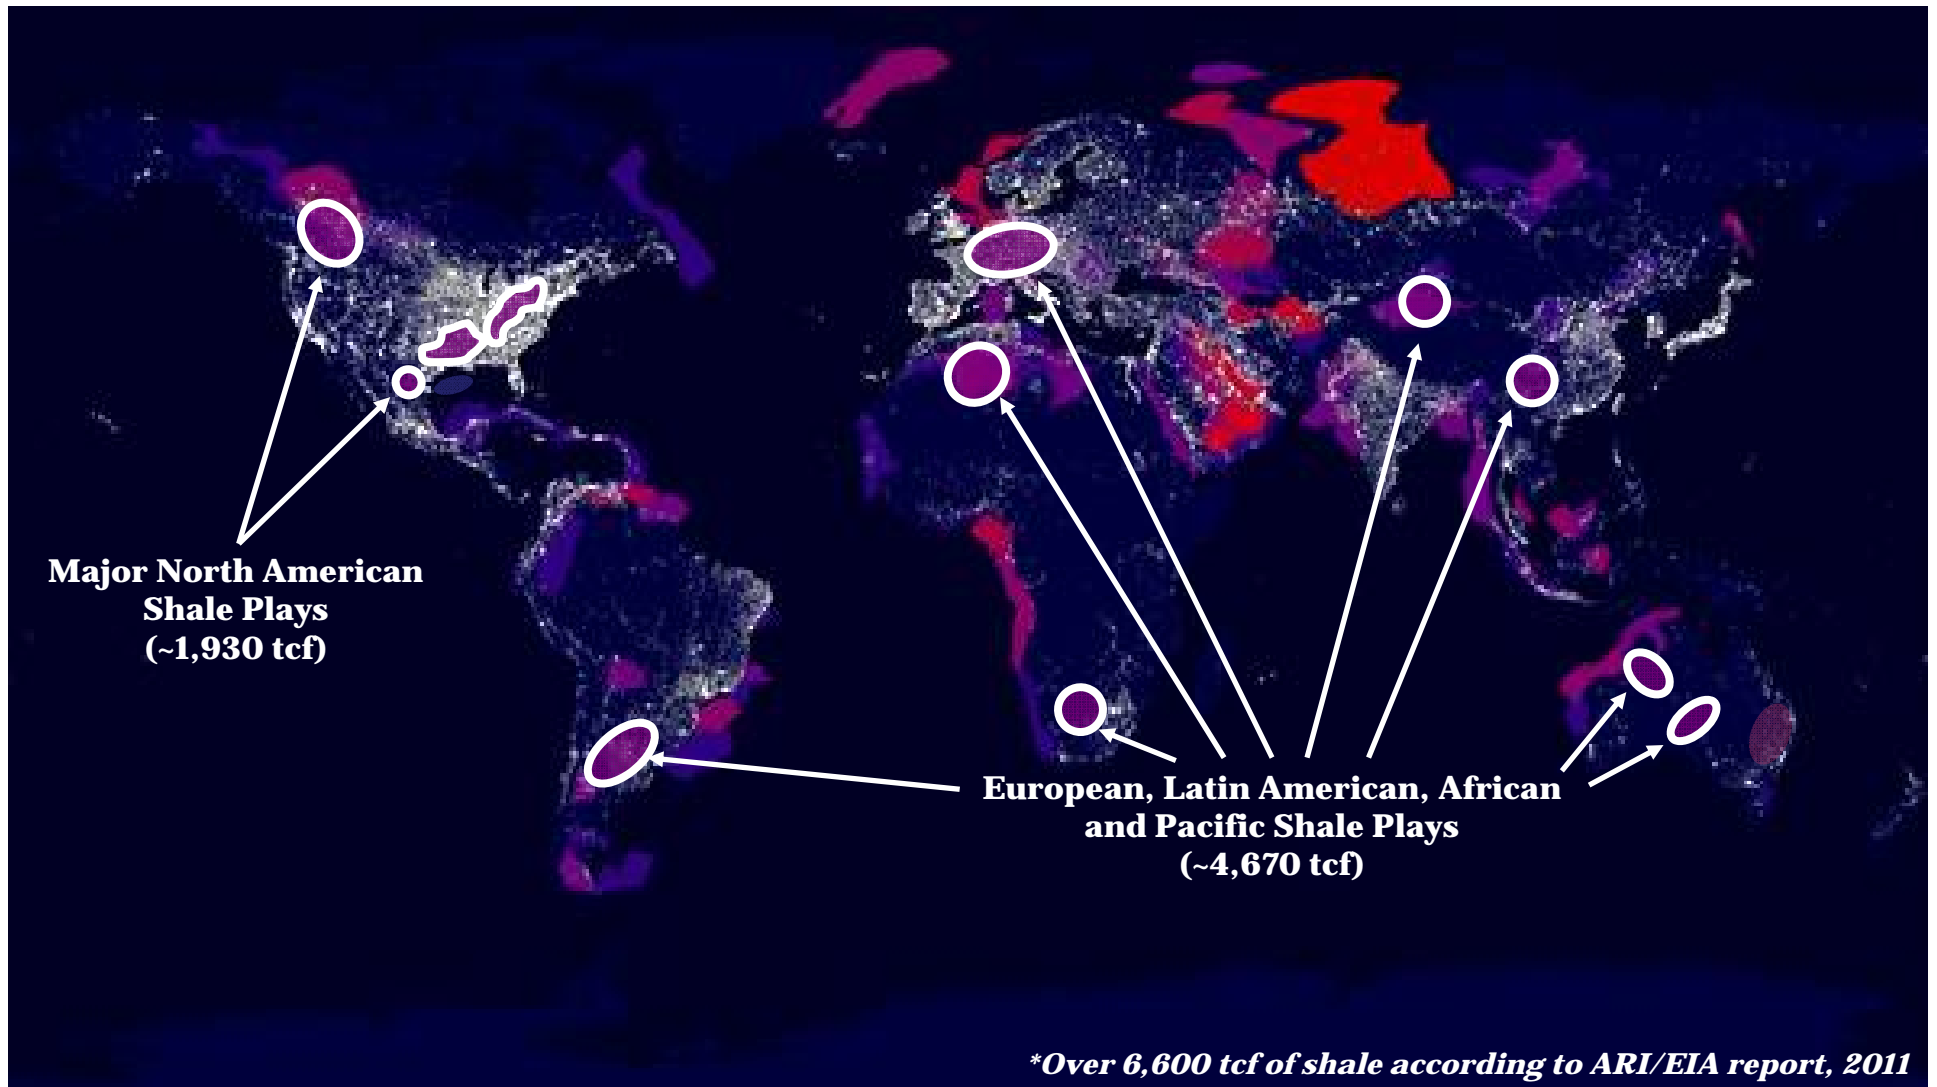 Major North American
Shale Plays
(~1,930 tcf)
European, Latin American, African
and Pacific Shale Plays
(~4,670 tcf)
*Over 6,600 tcf of shale according to ARI/EIA report, 2011